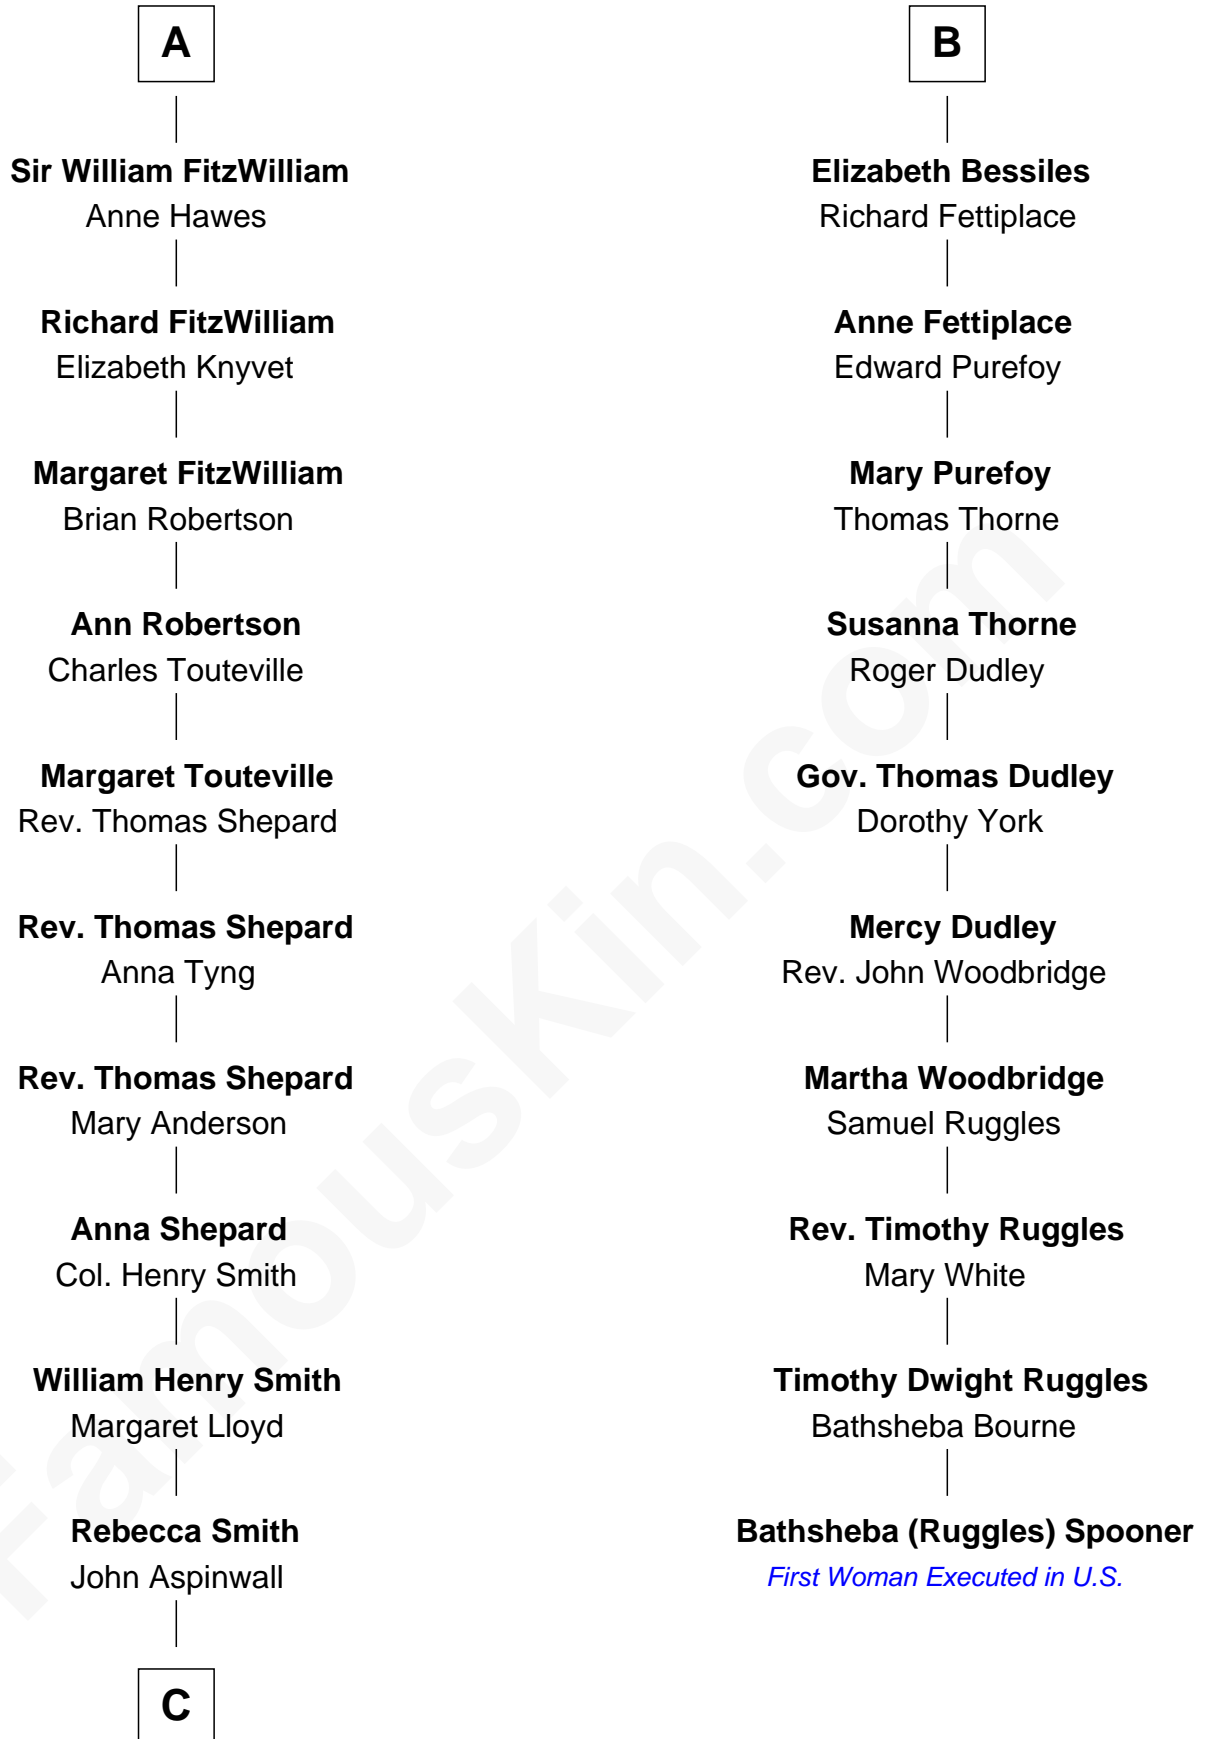 A
Sir William FitzWilliam
Anne Hawes
Richard FitzWilliam
Elizabeth Knyvet
Margaret FitzWilliam
Brian Robertson
Ann Robertson
Charles Touteville
Margaret Touteville
Rev. Thomas Shepard
Rev. Thomas Shepard
Anna Tyng
Rev. Thomas Shepard
Mary Anderson
Anna Shepard
Col. Henry Smith
William Henry Smith
Margaret Lloyd
Rebecca Smith
John Aspinwall
C
B
Elizabeth Bessiles
Richard Fettiplace
Anne Fettiplace
Edward Purefoy
Mary Purefoy
Thomas Thorne
Susanna Thorne
Roger Dudley
Gov. Thomas Dudley
Dorothy York
Mercy Dudley
Rev. John Woodbridge
Martha Woodbridge
Samuel Ruggles
Rev. Timothy Ruggles
Mary White
Timothy Dwight Ruggles
Bathsheba Bourne
Bathsheba (Ruggles) Spooner
First Woman Executed in U.S.
FamousKin.com